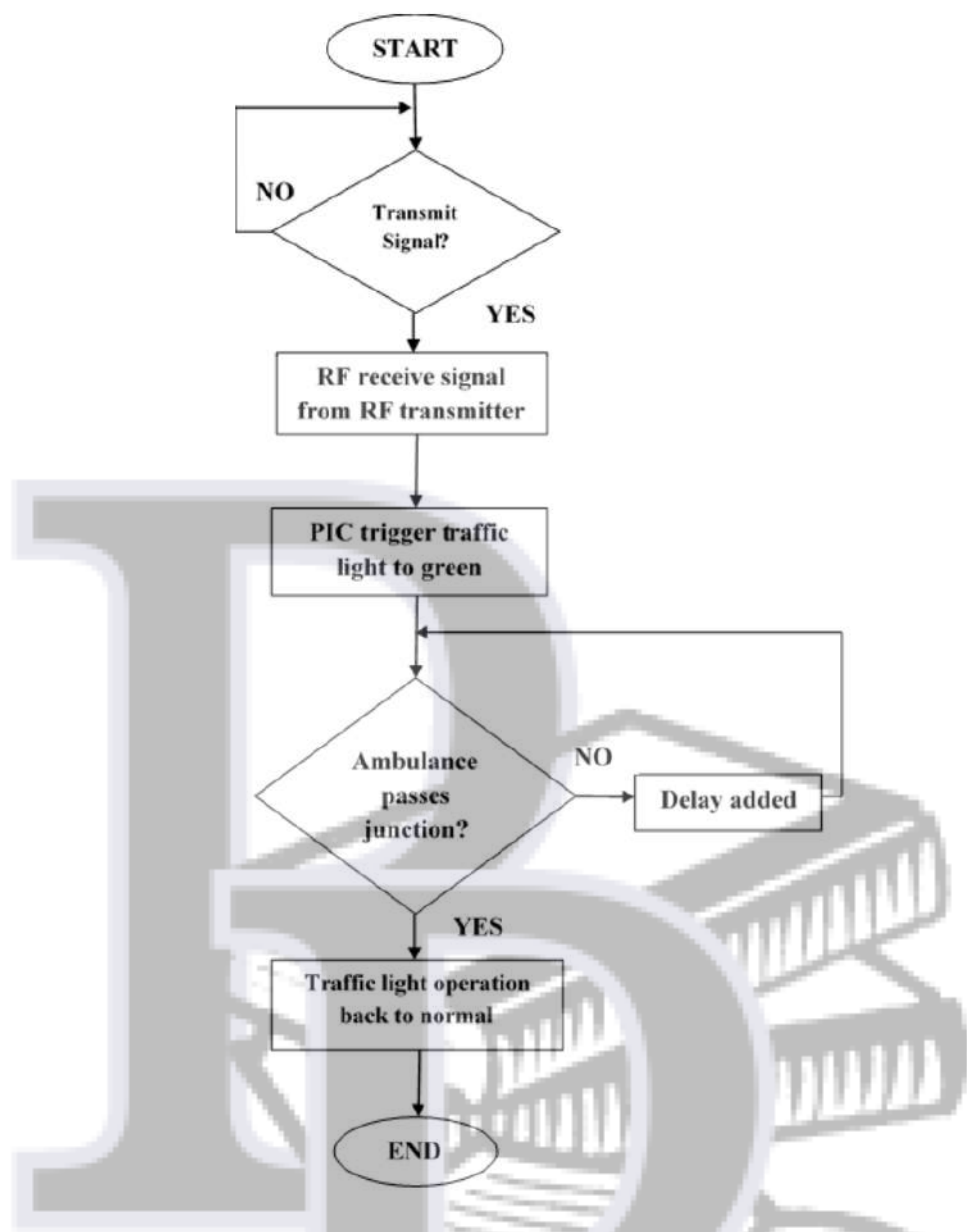 START
NO
Transmit
Signal?
YES
RF receive signal
from RF transmitter
PIC trigger traffic
light to green
Ambulance
passes
junction?
NO
Delay added
YES
Traffic light operation
back to normal
END